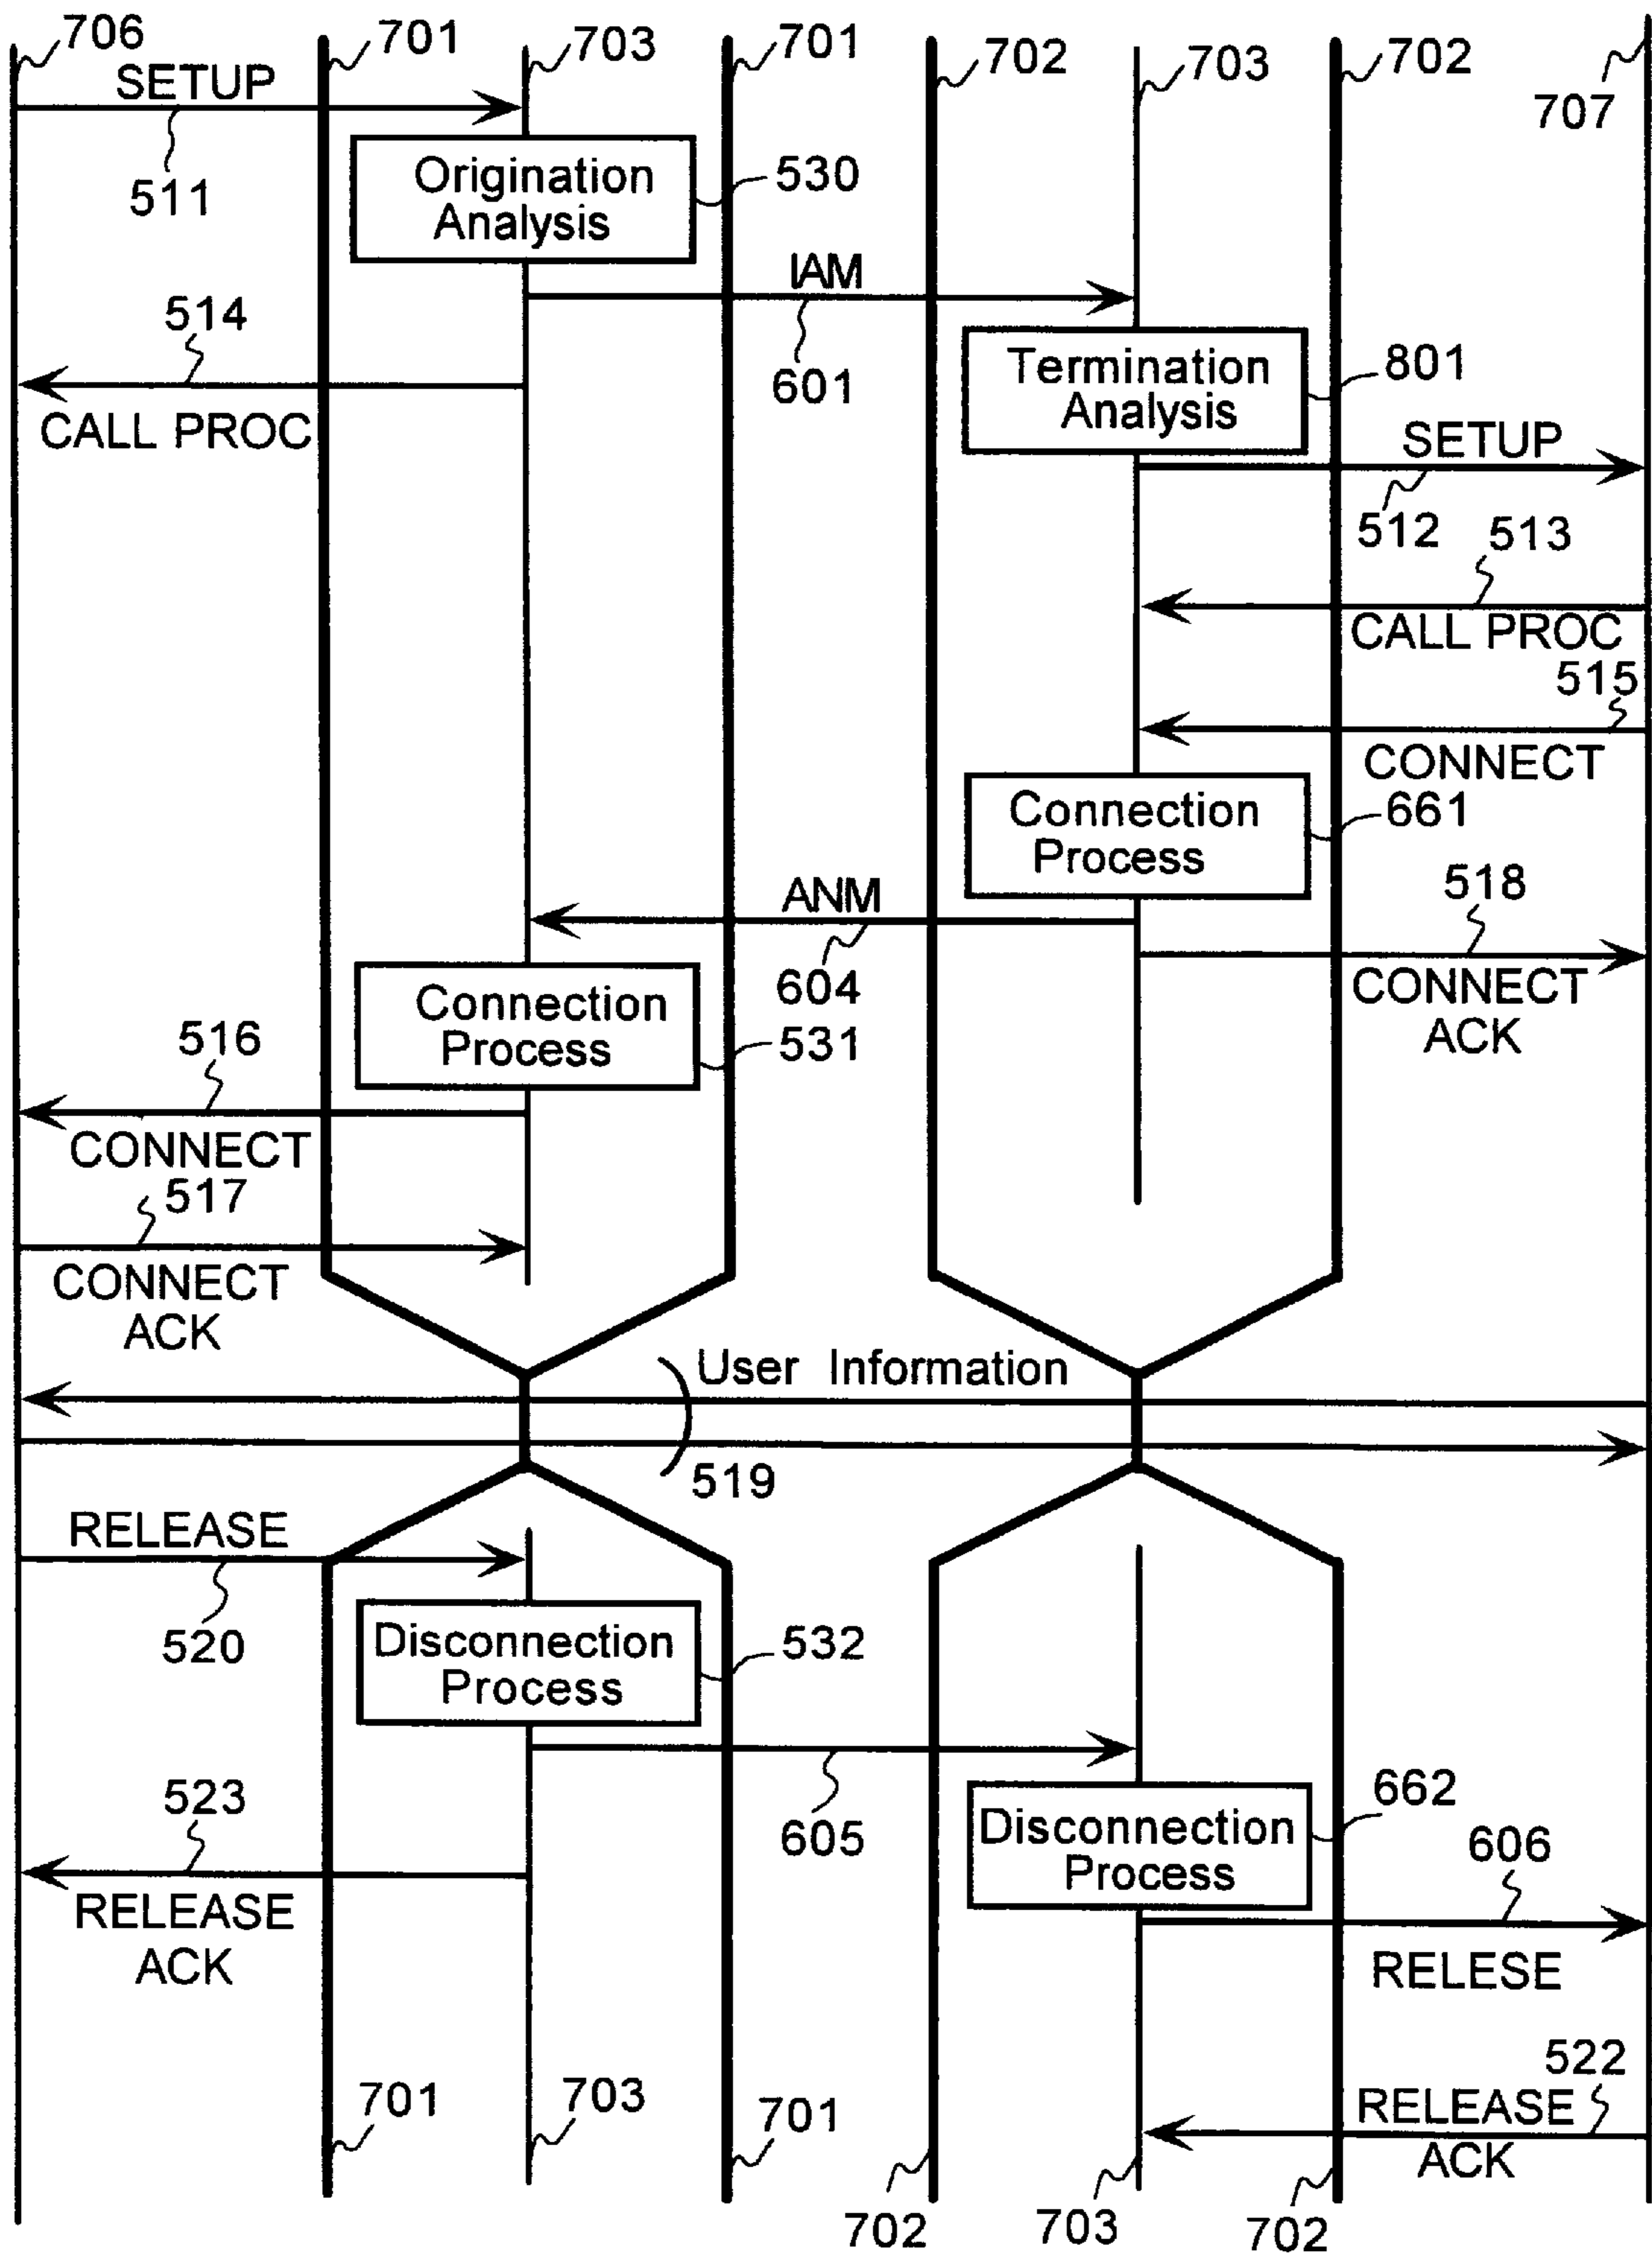 706
701
703
701
702
703
702
707
SETUP
511
Origination
Analysis
530
IAM
601
514
CALL PROC
Termination
Analysis
801
SETUP
512
513
CALL PROC
515
CONNECT
Connection
Process
661
ANM
604
518
CONNECT
ACK
Connection
Process
531
516
CONNECT
517
CONNECT
ACK
User Information
519
RELEASE
520
Disconnection
Process
532
605
523
RELEASE
ACK
Disconnection
Process
662
606
RELESE
522
RELEASE
ACK
701
703
701
702
703
702